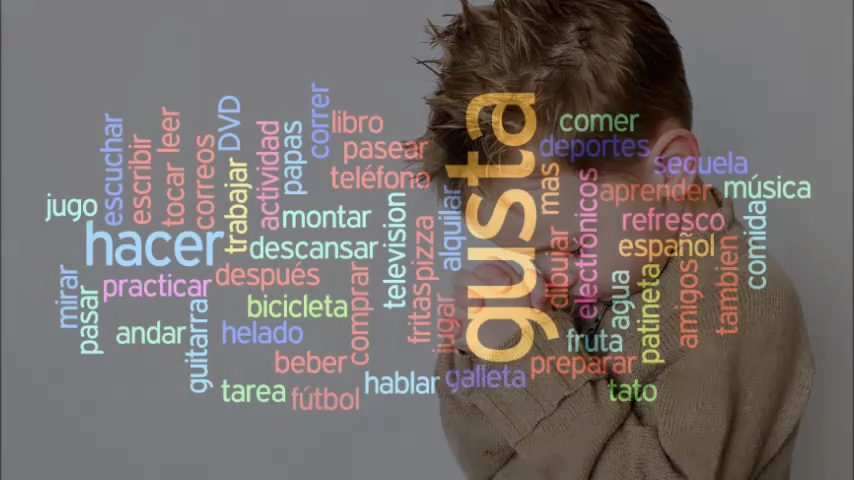 jugo
escuchar
escribir
tocar leer
correos
DVD
trabajar
actividad
papas
correr
libro
pasear
teléfono
hacer
montar
descansar
television
mirar
pasar
practicar
después
bicicleta
andar
guitarra
helado
comprar
beber
tarea
fútbol
hablar
fritaspizza
jugar
alquilar
gusta
galleta
comer
deportes
mas
secuela
aprender
música
electrónicos
refresco
español
dibujar
comida
agua
patineta
amigos
tambien
fruta
preparar
tato